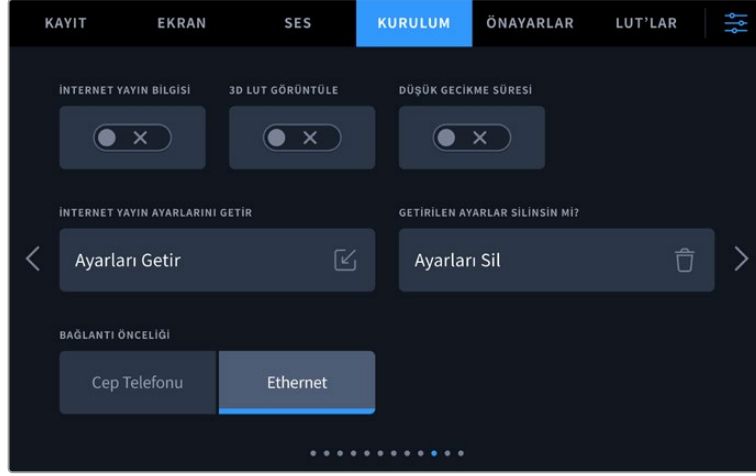 KAYIT EKRAN SES KURULUM ÖNAYARLAR LUT’LAR
İNTERNET YAYIN BİLGİSİ 3D LUT GÖRÜNTÜLE DÜŞÜK GECİKME SÜRESİ
İNTERNET YAYIN AYARLARINI GETİR GETİRİLEN AYARLAR SİLİNSİN Mİ?
Ayarları Getir Ayarları Sil
BAĞLANTI ÖNCELİĞİ
Cep Telefonu Ethernet